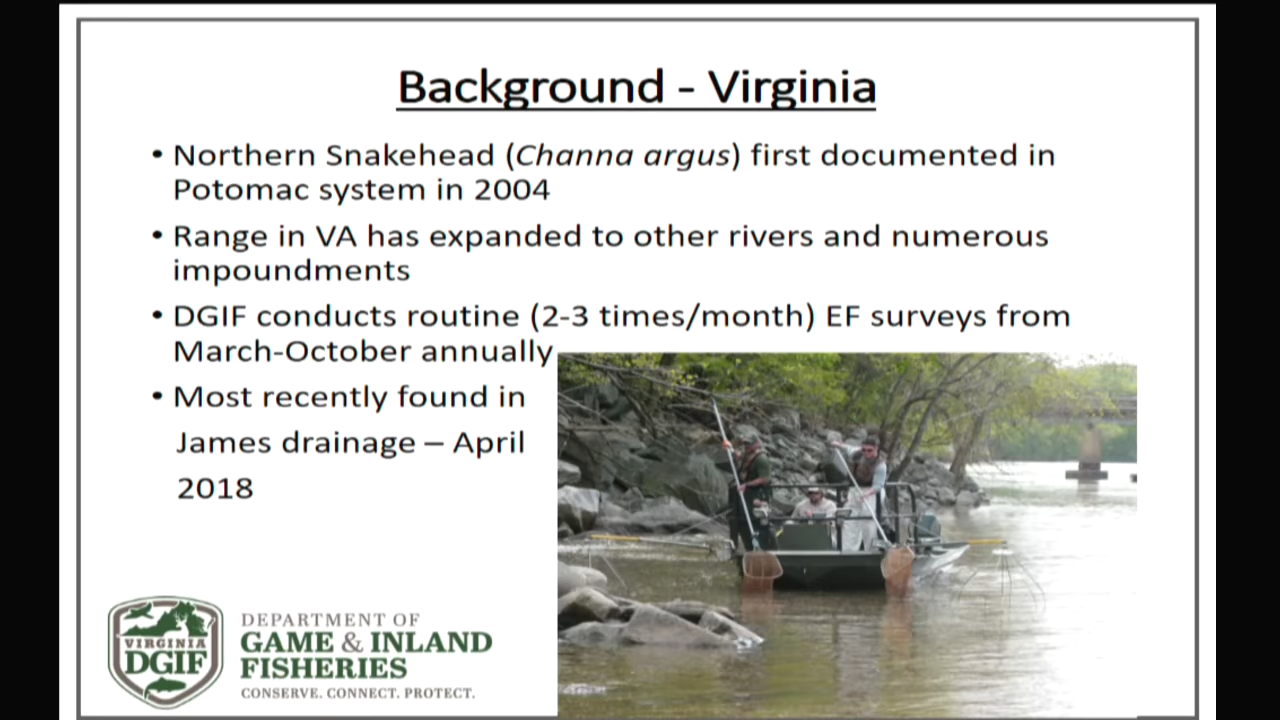 Background - Virginia
• Northern Snakehead (Channa argus) first documented in
Potomac system in 2004
• Range in VA has expanded to other rivers and numerous
impoundments
• DGIF conducts routine (2-3 times/month) EF surveys from
March-October annually
• Most recently found in
James drainage – April
2018
VIRGINIA
DGIF
DEPARTMENT OF
GAME & INLAND
FISHERIES
CONSERVE. CONNECT. PROTECT.